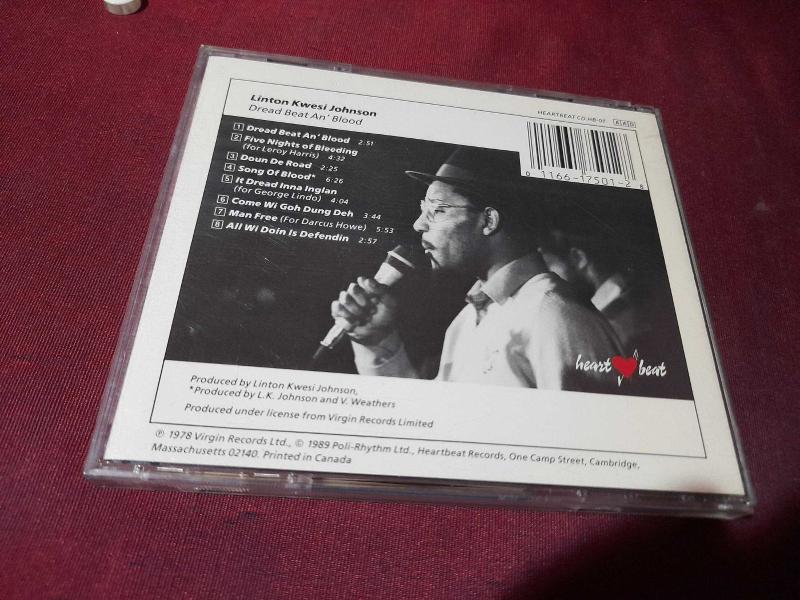 Linton Kwesi Johnson
Dread Beat An' Blood
HEARTBEAT CD HB-01 AAD
1 Dread Beat An' Blood 2:51
2 Five Nights of Bleeding
(for Leroy Harris) 4:32
3 Doun De Road 2:25
4 Song Of Blood* 6:26
5 It Dread Inna Inglan
(for George Lindo) 4:04
6 Come Wi Goh Dung Deh 3:44
7 Man Free (For Darcus Howe) 5:53
8 All Wi Doin Is Defendin 2:57
0 1166-17501-2 8
heart beat
Produced by Linton Kwesi Johnson,
*Produced by L.K. Johnson and V. Weathers
Produced under license from Virgin Records Limited
℗ 1978 Virgin Records Ltd., © 1989 Poli-Rhythm Ltd., Heartbeat Records, One Camp Street, Cambridge,
Massachusetts 02140. Printed in Canada